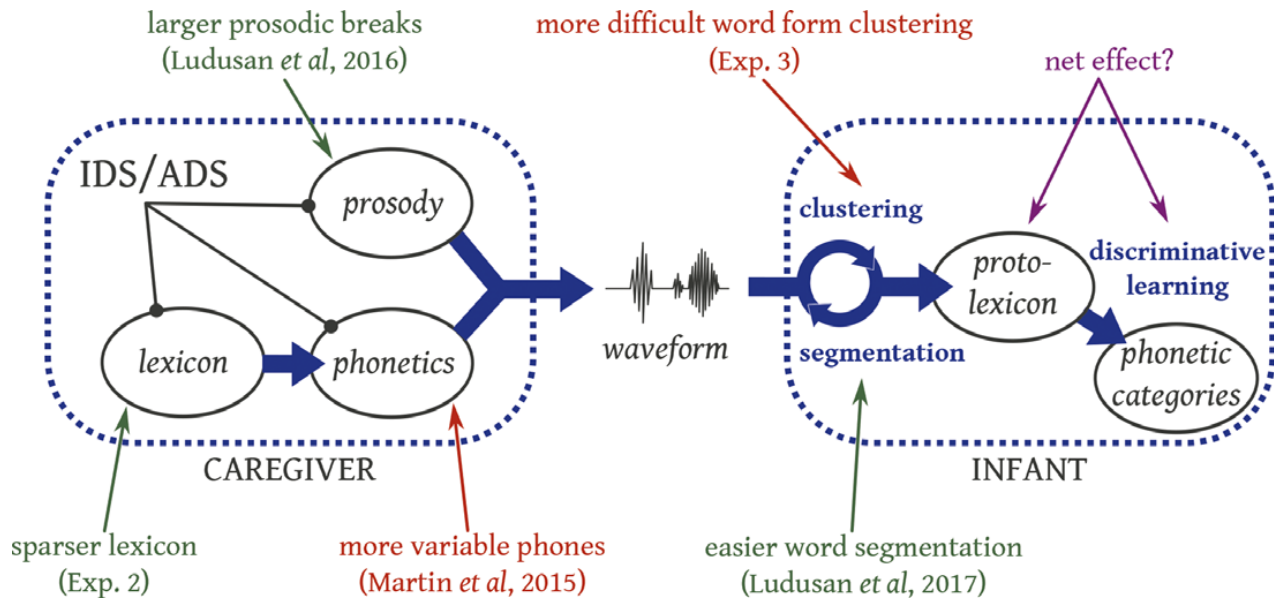 larger prosodic breaks
(Ludusan et al, 2016)
more difficult word form clustering
(Exp. 3)
net effect?
IDS/ADS
prosody
lexicon
phonetics
CAREGIVER
waveform
clustering
segmentation
proto-
lexicon
discriminative
learning
phonetic
categories
INFANT
sparser lexicon
(Exp. 2)
more variable phones
(Martin et al, 2015)
easier word segmentation
(Ludusan et al, 2017)